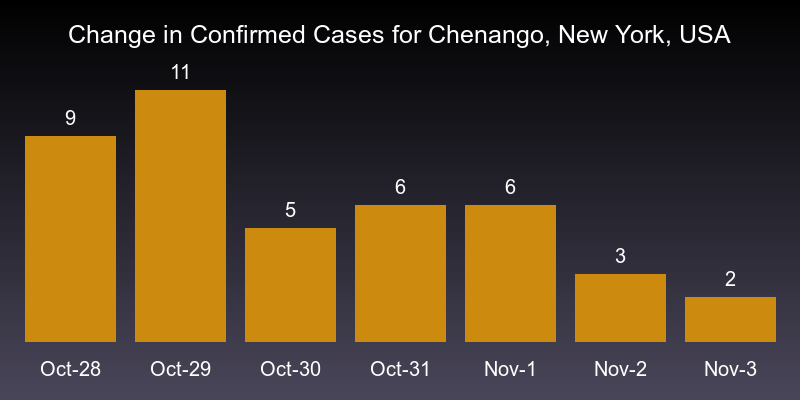 Change in Confirmed Cases for Chenango, New York, USA
9
11
5
6
6
3
2
Oct-28
Oct-29
Oct-30
Oct-31
Nov-1
Nov-2
Nov-3